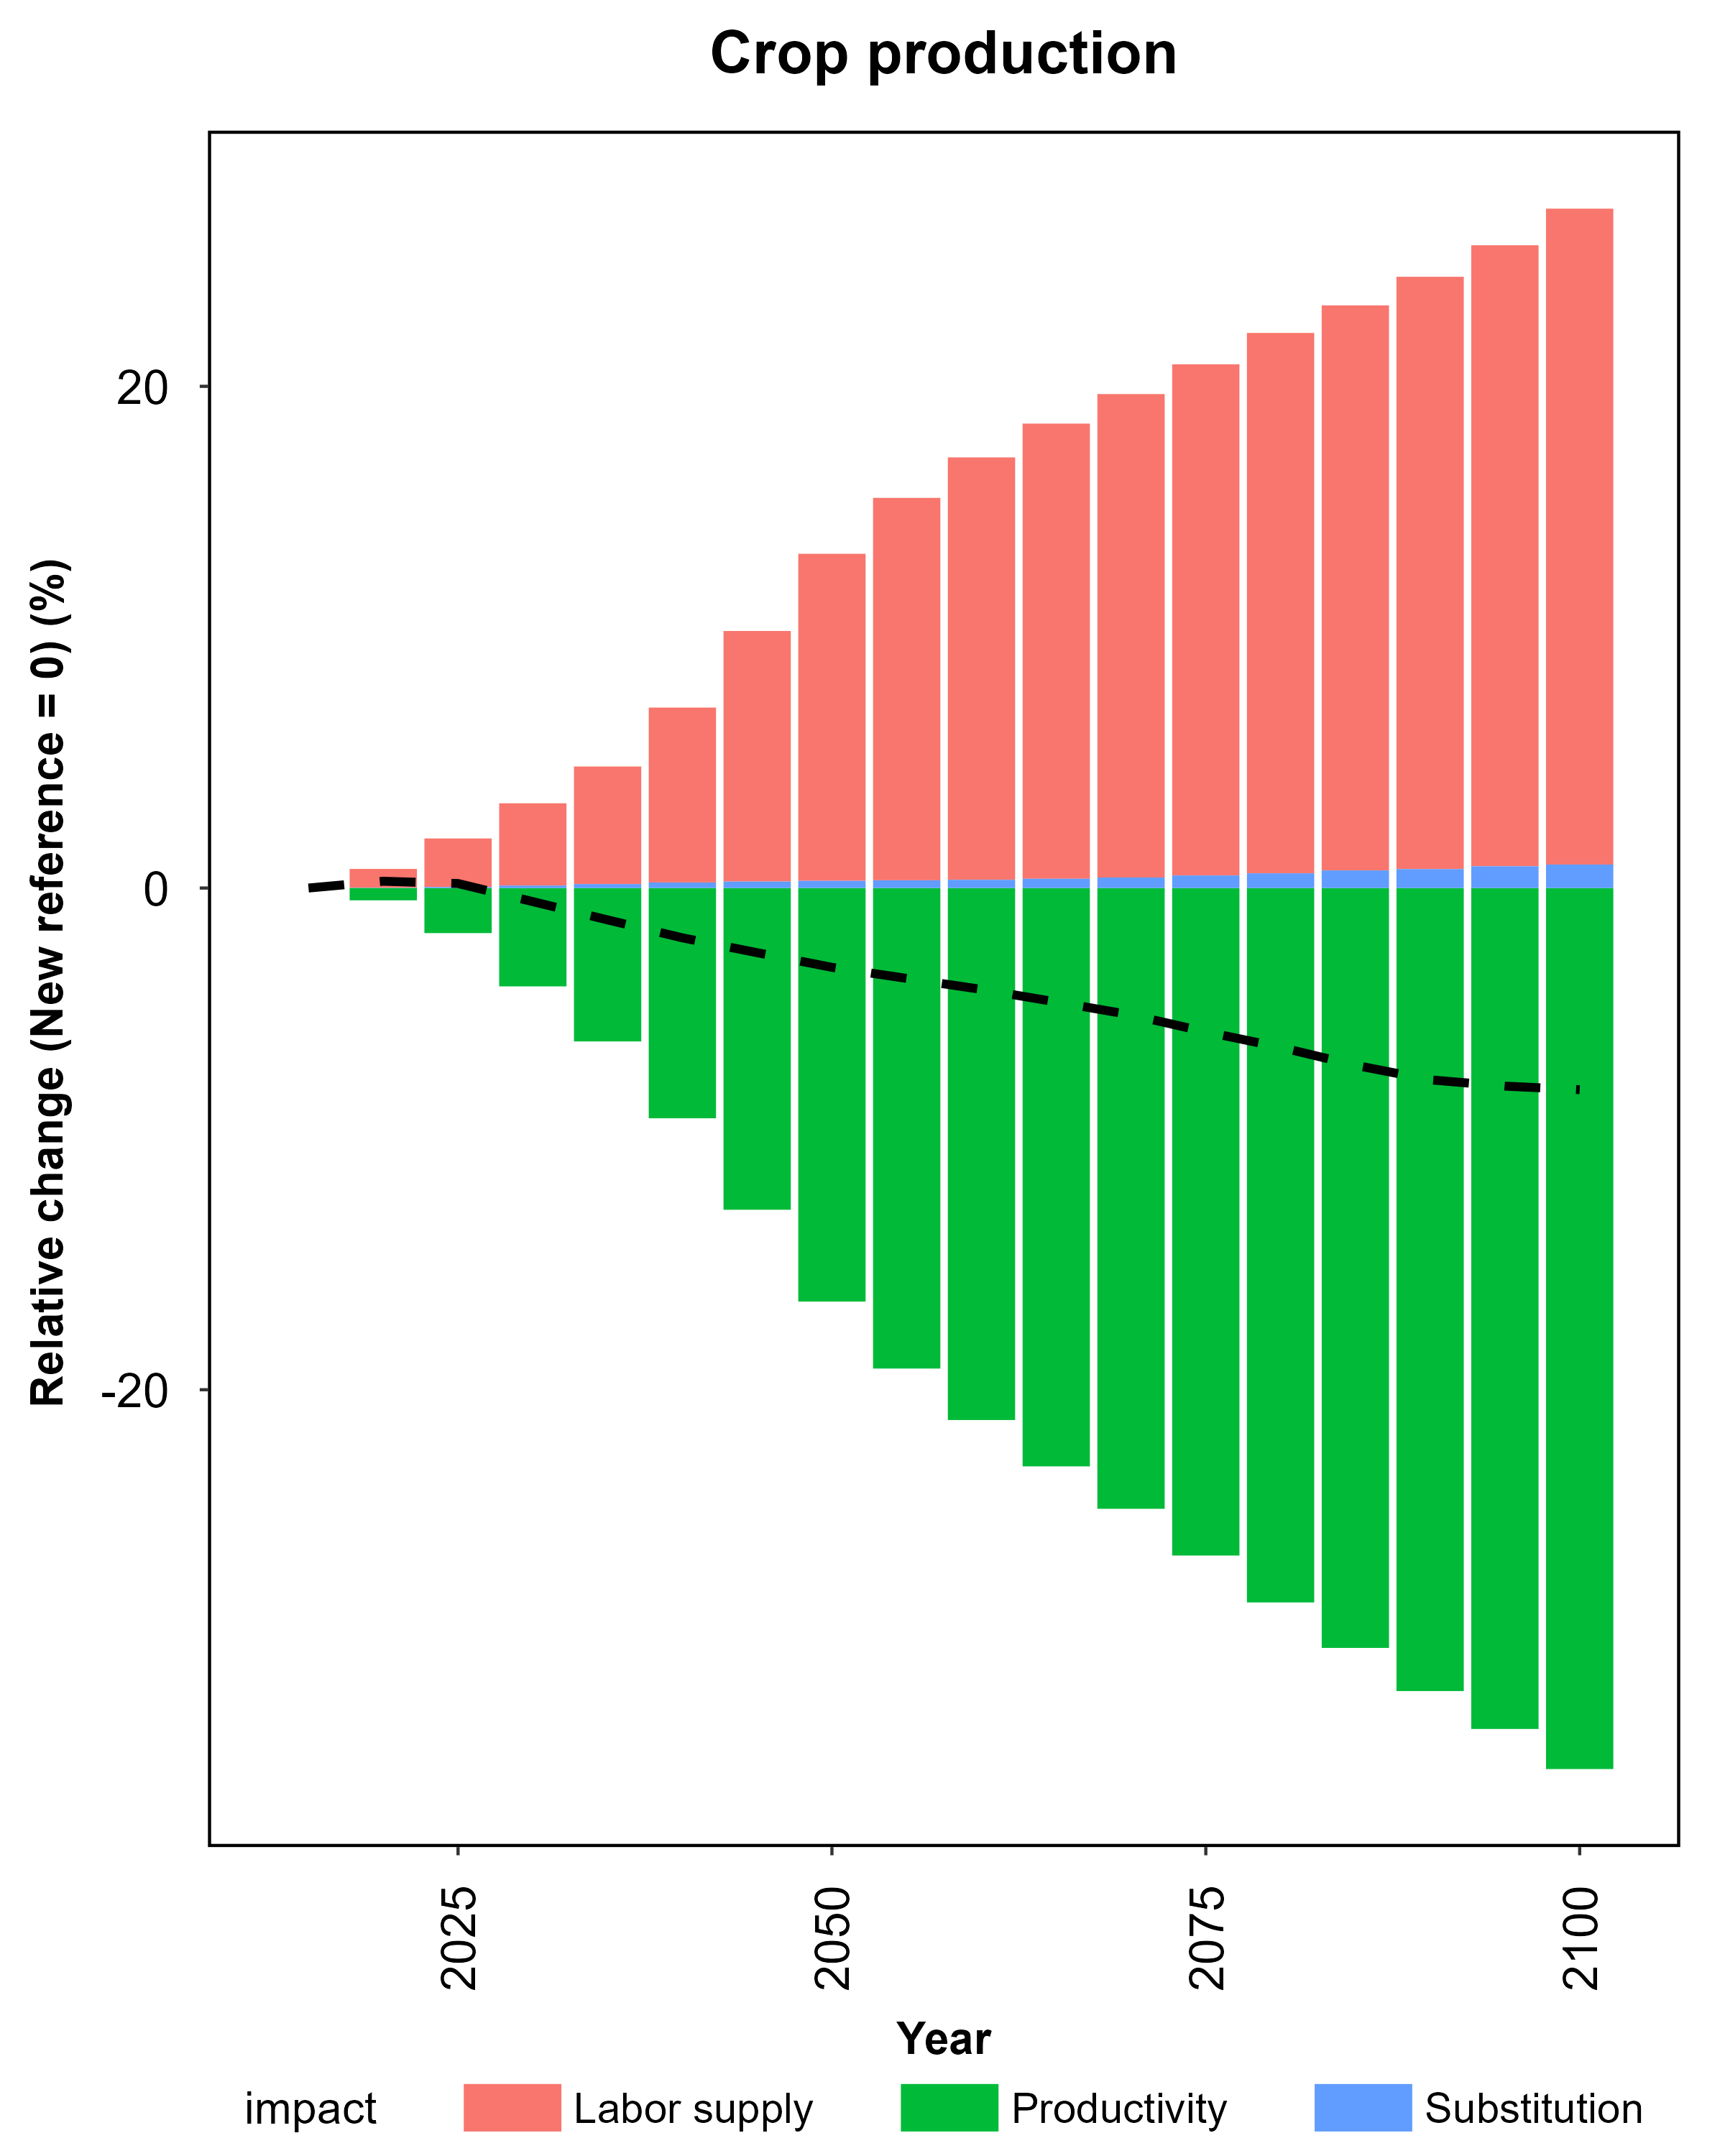 Crop production
Relative change (New reference = 0) (%)
20
0
-20
2025
2050
2075
2100
Year
impact
Labor supply
Productivity
Substitution